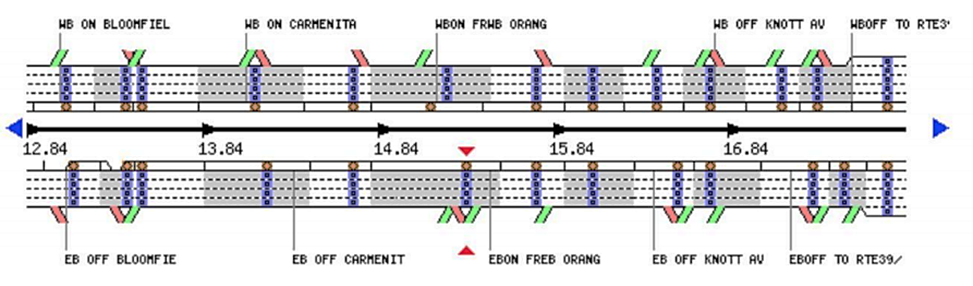 WB ON BLOOMFIEL
WB ON CARMENITA
WBON FRWB ORANG
WB OFF KNOTT AV
WBOFF TO RTE3
12.84
13.84
14.84
15.84
16.84
EB OFF BLOOMFIE
EB OFF CARMENIT
EBON FREB ORANG
EB OFF KNOTT AV
EBOFF TO RTE39/